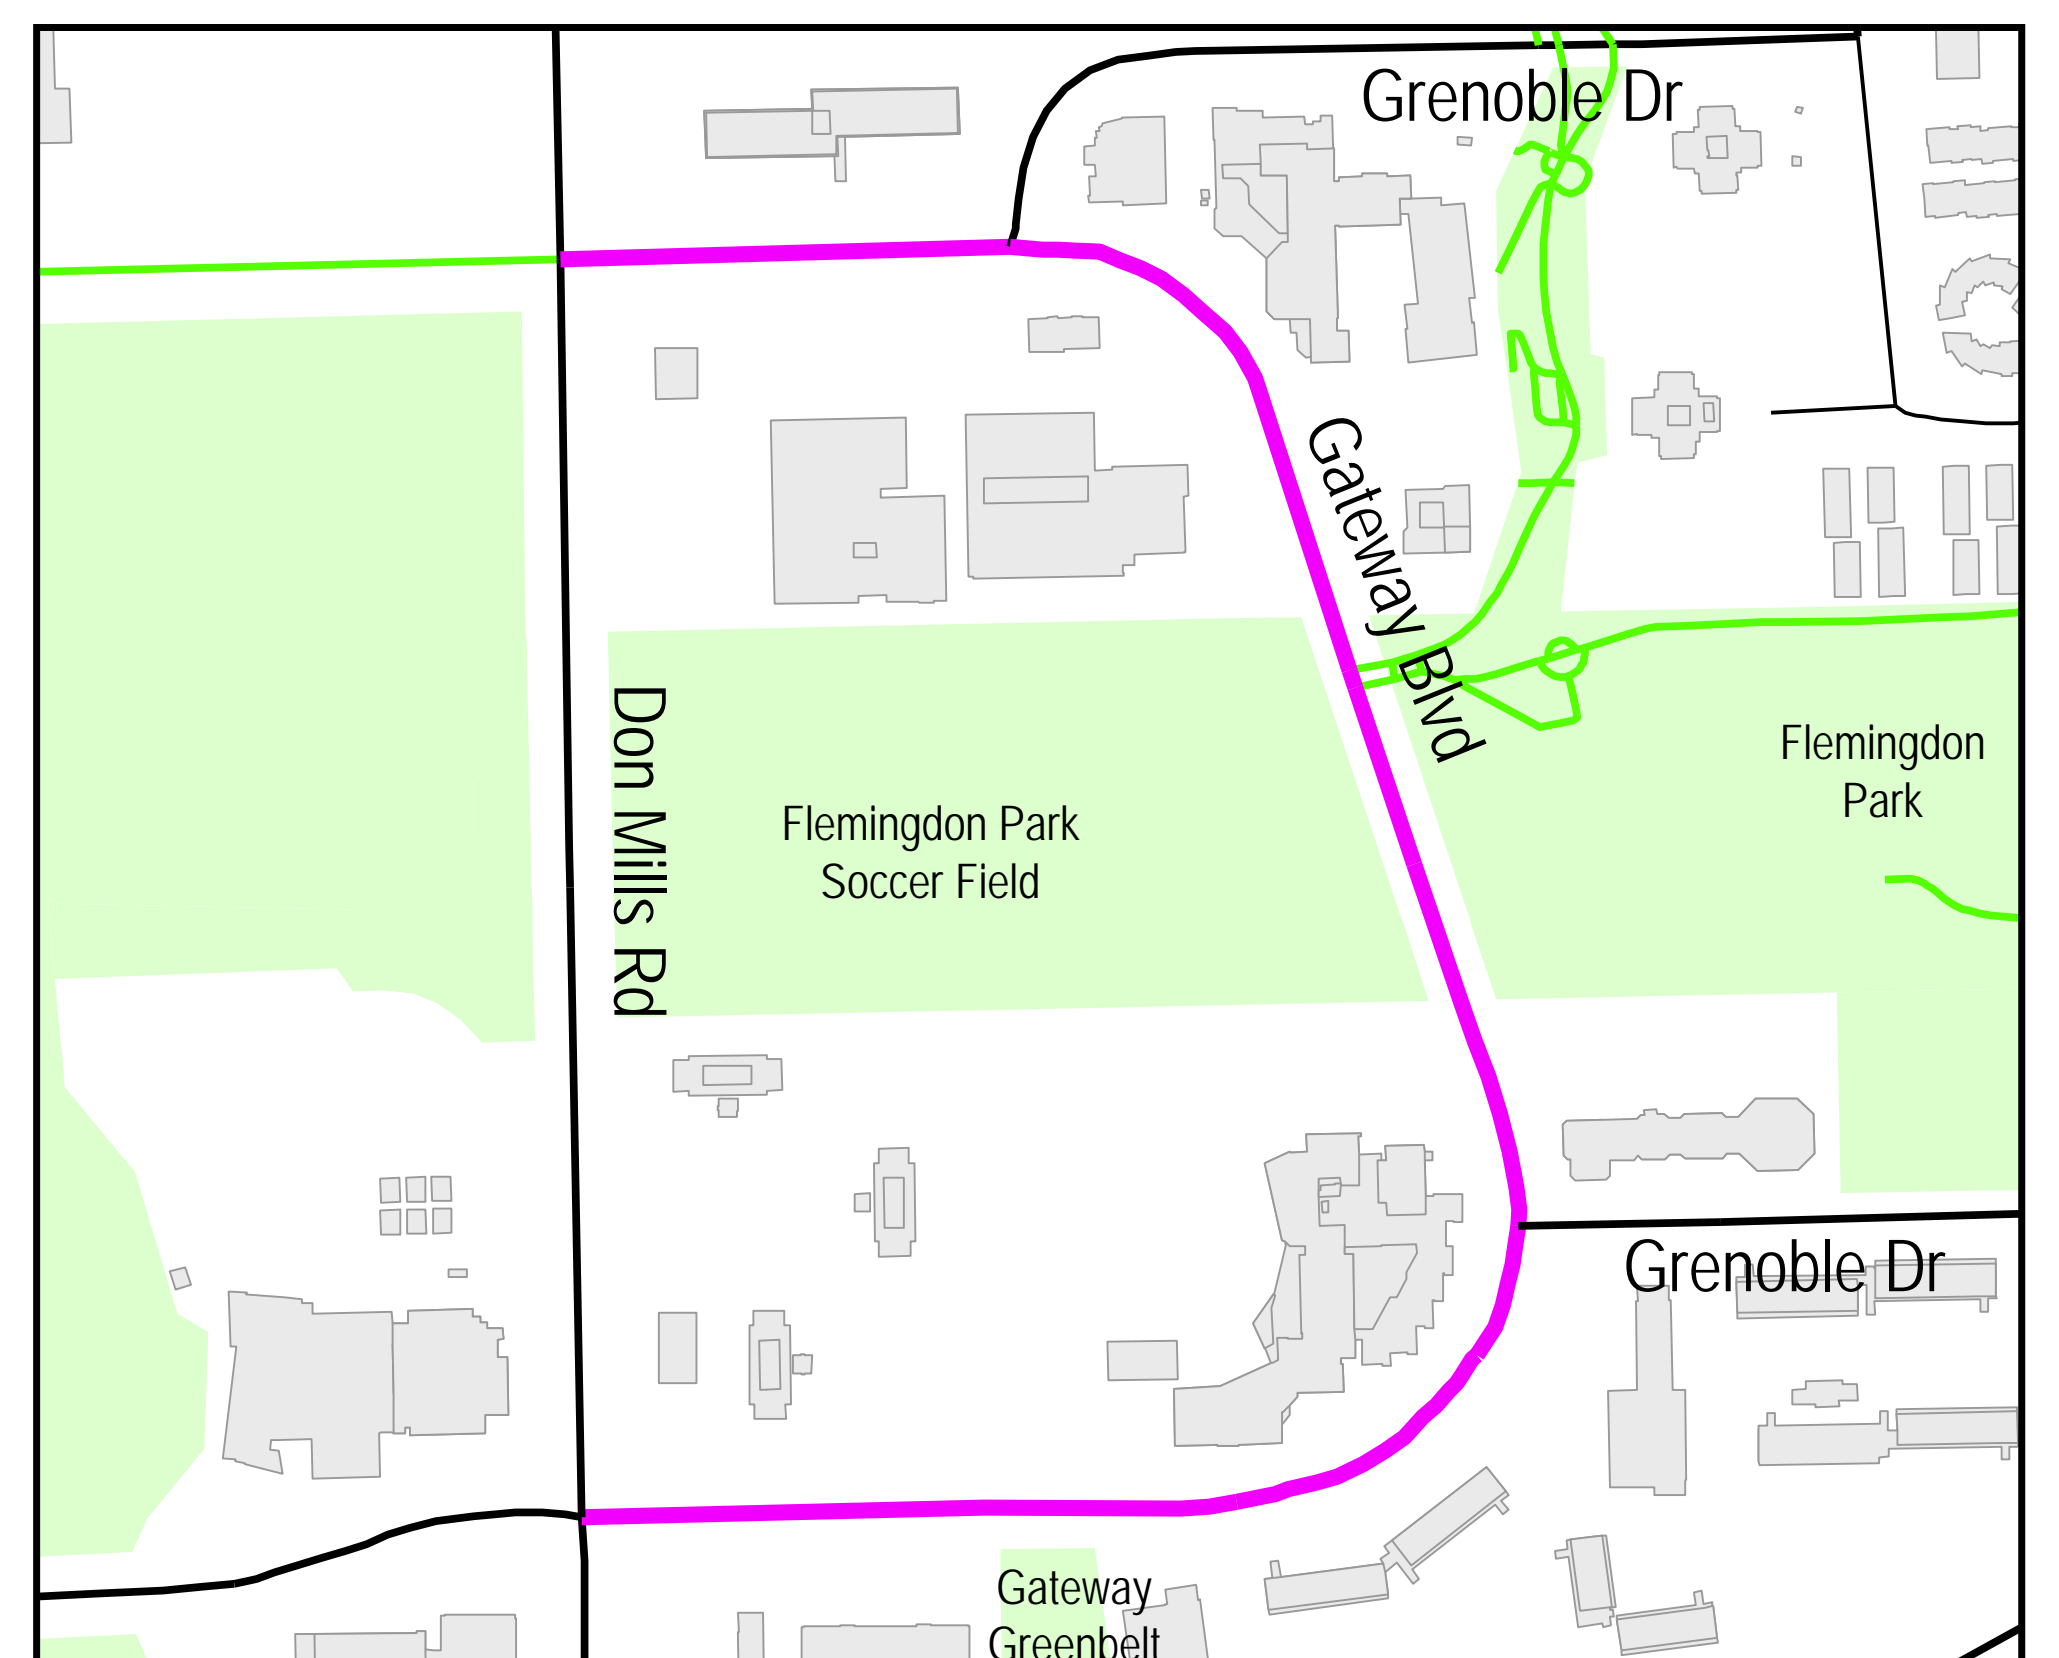 Grenoble Dr
Gateway Blvd
Don Mills Rd
Flemingdon
Park
Flemingdon Park
Soccer Field
Grenoble Dr
Gateway
Greenbelt